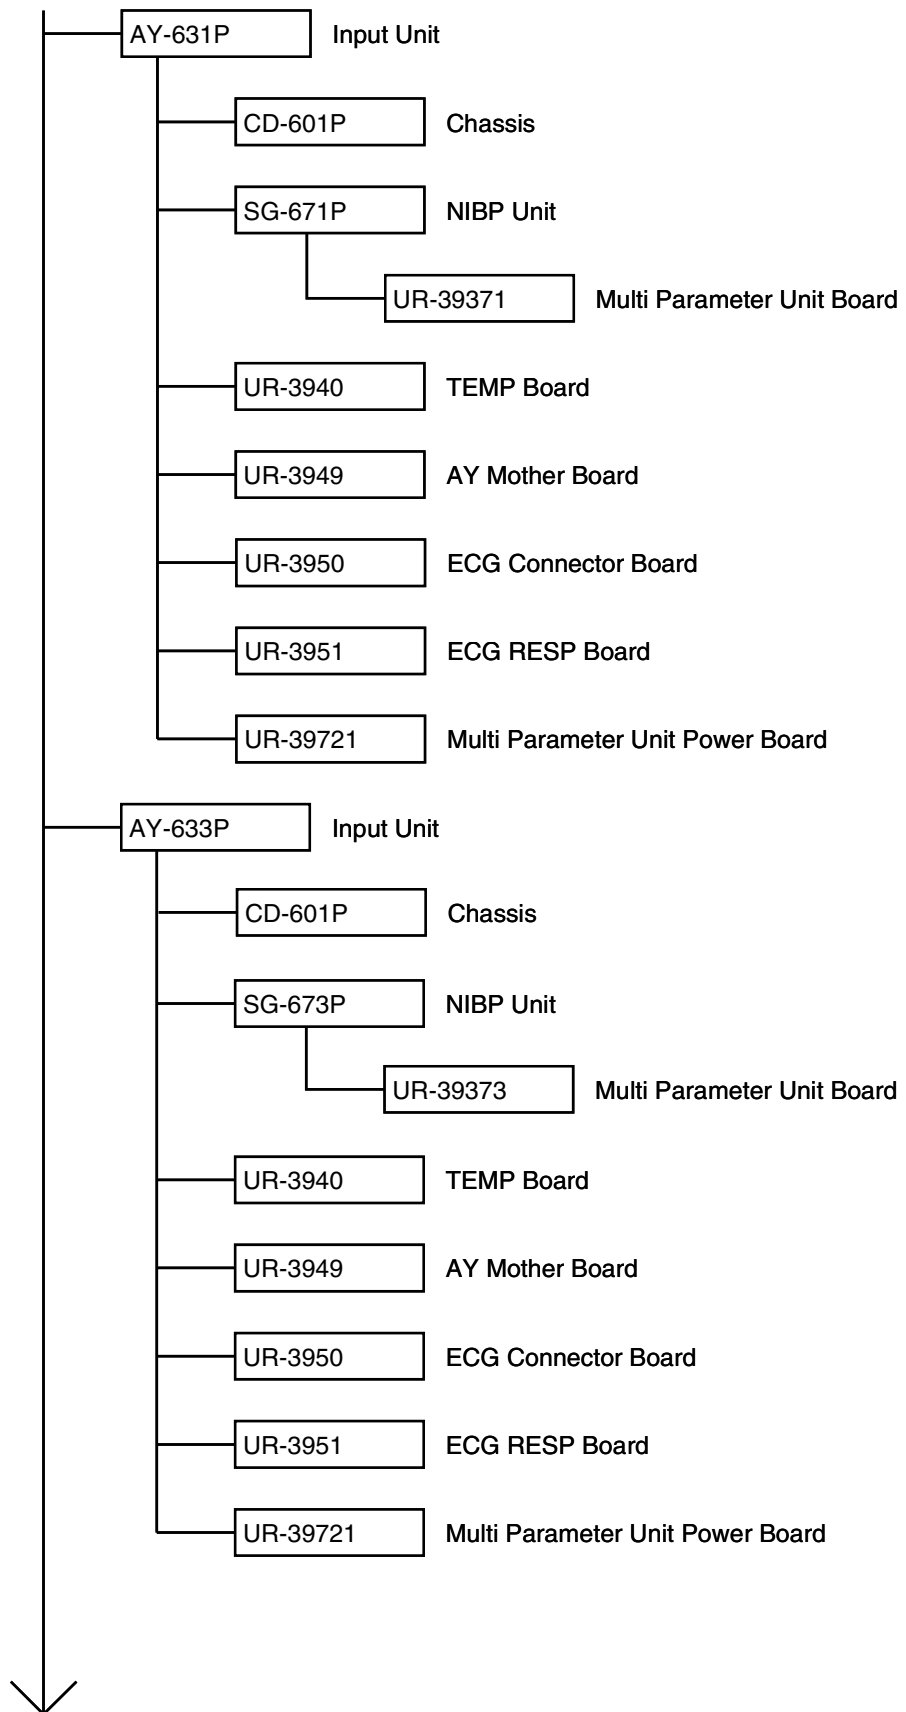 AY-631P Input Unit
CD-601P Chassis
SG-671P NIBP Unit
UR-39371 Multi Parameter Unit Board
UR-3940 TEMP Board
UR-3949 AY Mother Board
UR-3950 ECG Connector Board
UR-3951 ECG RESP Board
UR-39721 Multi Parameter Unit Power Board
AY-633P Input Unit
CD-601P Chassis
SG-673P NIBP Unit
UR-39373 Multi Parameter Unit Board
UR-3940 TEMP Board
UR-3949 AY Mother Board
UR-3950 ECG Connector Board
UR-3951 ECG RESP Board
UR-39721 Multi Parameter Unit Power Board